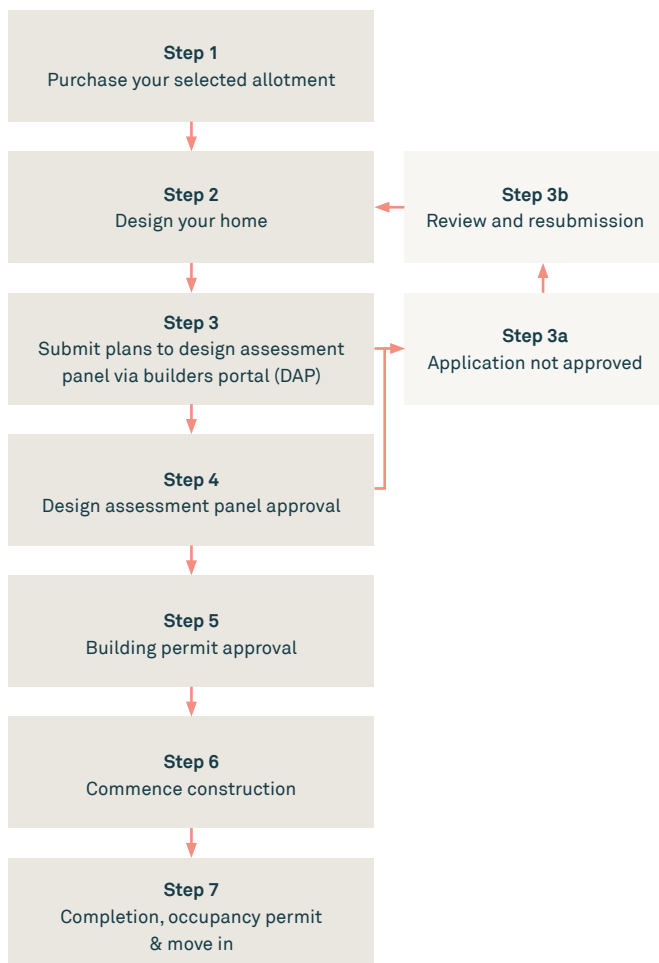 Step 1
Purchase your selected allotment
Step 2
Design your home
Step 3b
Review and resubmission
Step 3
Submit plans to design assessment
panel via builders portal (DAP)
Step 3a
Application not approved
Step 4
Design assessment panel approval
Step 5
Building permit approval
Step 6
Commence construction
Step 7
Completion, occupancy permit
& move in